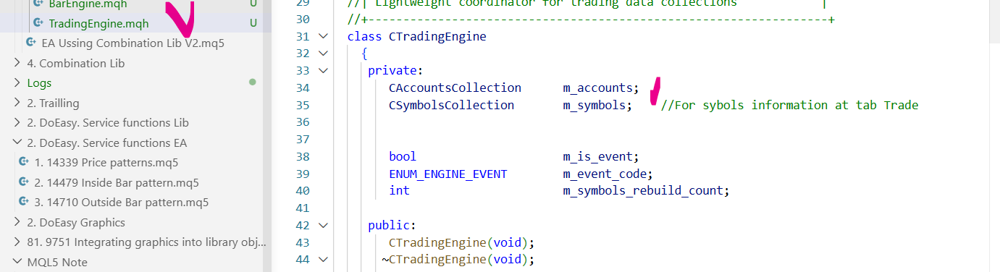 BarEngine.mqh U
TradingEngine.mqh U
EA Ussing Combination Lib V2.mq5
4. Combination Lib
Logs
2. Trailling
2. DoEasy. Service functions Lib
2. DoEasy. Service functions EA
1. 14339 Price patterns.mq5
2. 14479 Inside Bar pattern.mq5
3. 14710 Outside Bar pattern.mq5
2. DoEasy Graphics
81. 9751 Integrating graphics into library obj...
MQL5 Note
29 //| Lightweight coordinator for trading data collections |
30 //+------------------------------------------------------------------+
31 class CTradingEngine
32 {
33 private:
34 CAccountsCollection m_accounts;
35 CSymbolsCollection m_symbols; //For sybols information at tab Trade
36
37
38 bool m_is_event;
39 ENUM_ENGINE_EVENT m_event_code;
40 int m_symbols_rebuild_count;
41
42 public:
43 CTradingEngine(void);
44 ~CTradingEngine(void);